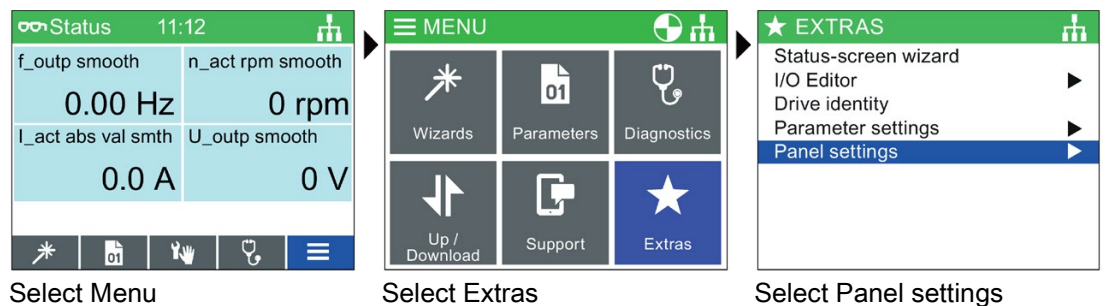 Status 11:12
f_outp smooth
0.00 Hz
n_act rpm smooth
0 rpm
I_act abs val smth
0.0 A
U_outp smooth
0 V
01
Select Menu
MENU
Wizards
01
Parameters
Diagnostics
Up /
Download
Support
Extras
Select Extras
EXTRAS
Status-screen wizard
I/O Editor
Drive identity
Parameter settings
Panel settings
Select Panel settings